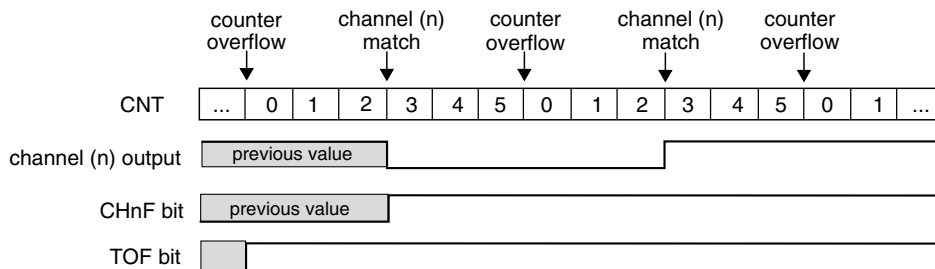 counter overflow
channel (n) match
counter overflow
channel (n) match
counter overflow
CNT ... 0 1 2 3 4 5 0 1 2 3 4 5 0 1 ...
channel (n) output previous value
CHnF bit previous value
TOF bit